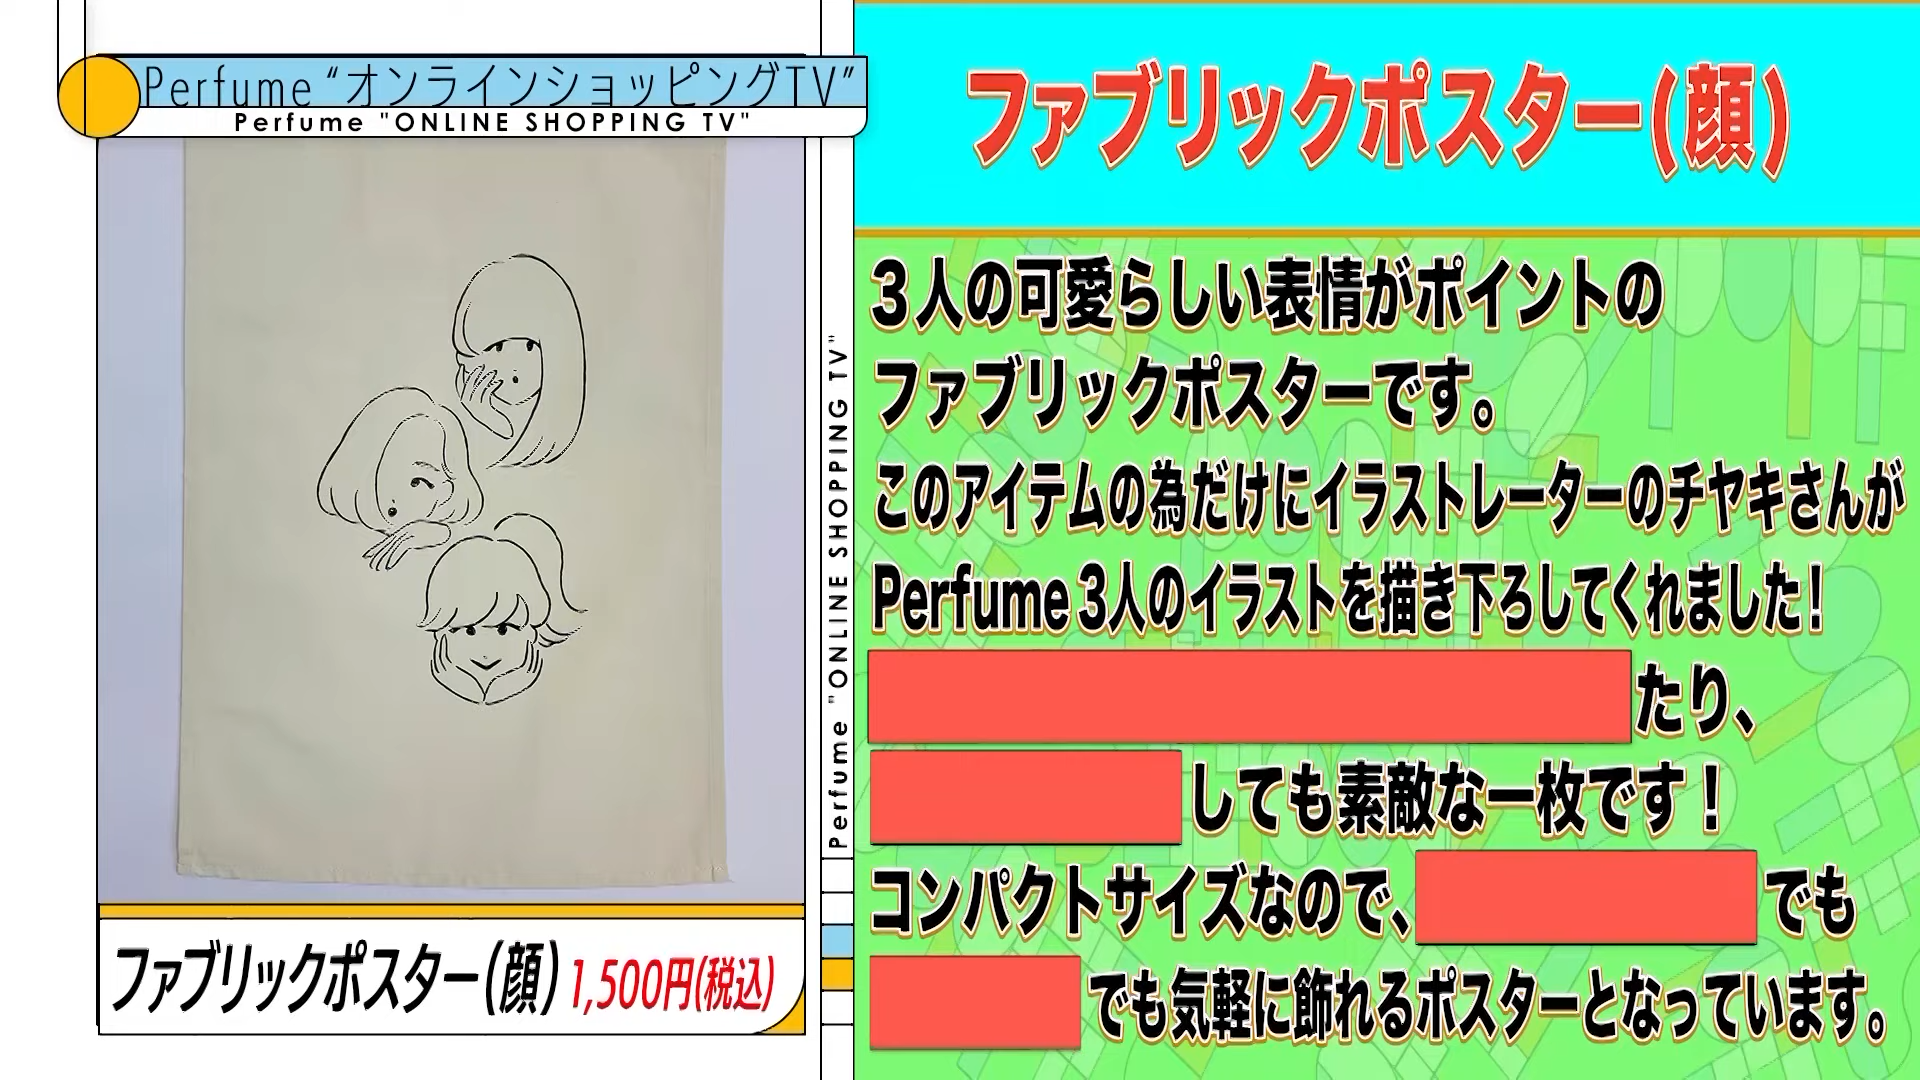 Perfume “オンラインショッピングTV”
Perfume "ONLINE SHOPPING TV"
ファブリックポスター(顔) 1,500円(税込)
Perfume "ONLINE SHOPPING TV"
ファブリックポスター(顔)
3人の可愛らしい表情がポイントの
ファブリックポスターです。
このアイテムの為だけにイラストレーターのチヤキさんが
Perfume 3人のイラストを描き下ろしてくれました!
たり、
しても素敵な一枚です!
コンパクトサイズなので、 でも
でも気軽に飾れるポスターとなっています。